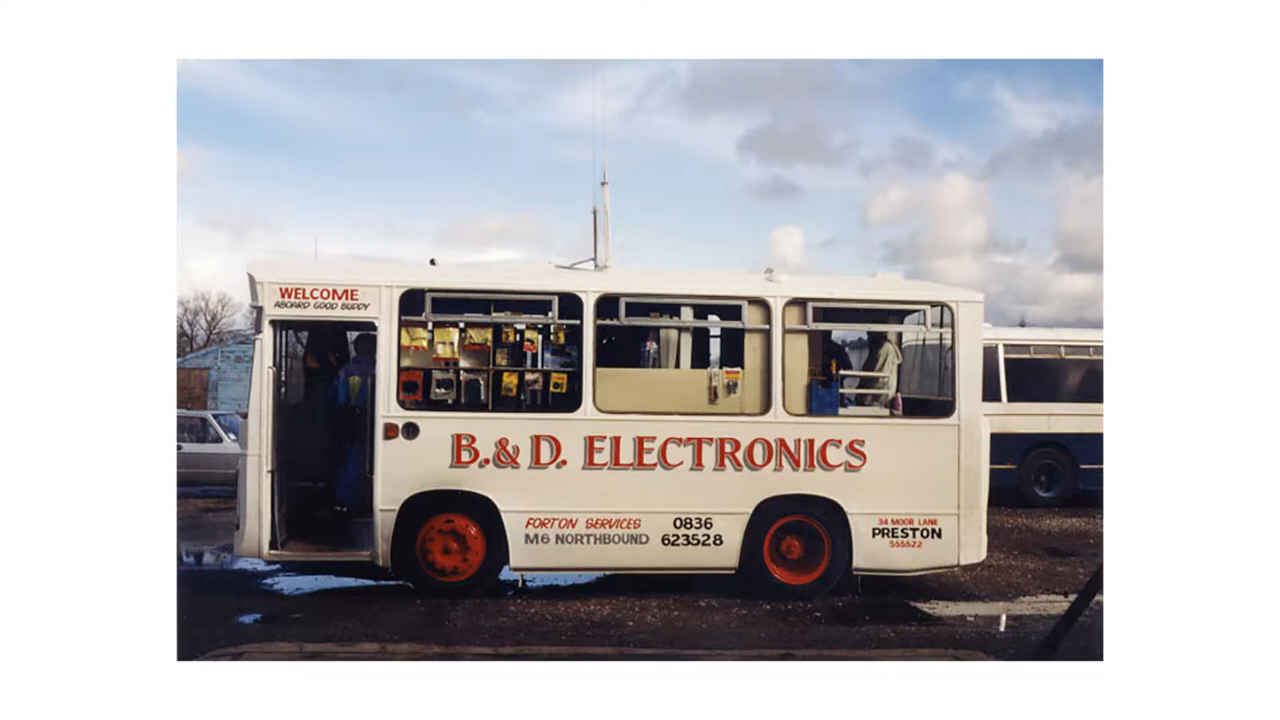 WELCOME
ABOARD GOOD BUDDY
B.& D. ELECTRONICS
FORTON SERVICES
M6 NORTHBOUND
0836
623528
34 MOOR LANE
PRESTON
555522